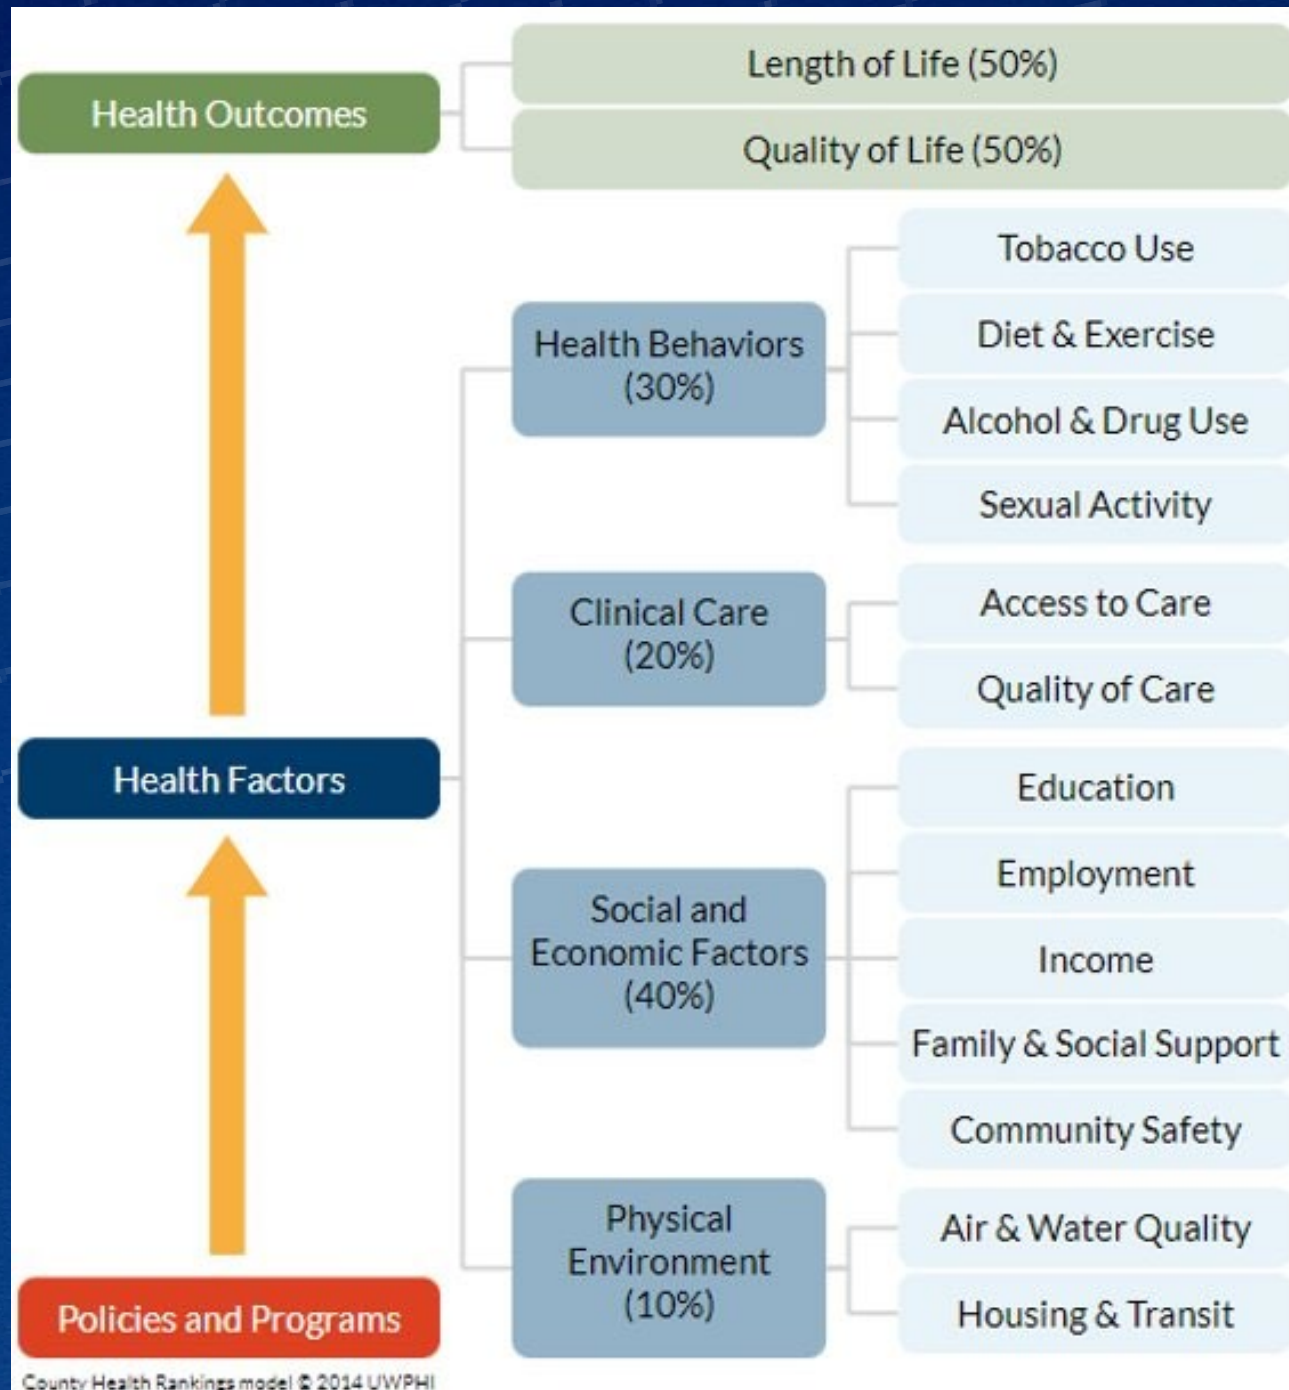 Health Outcomes
Length of Life (50%)
Quality of Life (50%)
Health Factors
Health Behaviors
(30%)
Tobacco Use
Diet & Exercise
Alcohol & Drug Use
Sexual Activity
Clinical Care
(20%)
Access to Care
Quality of Care
Social and
Economic Factors
(40%)
Education
Employment
Income
Family & Social Support
Community Safety
Physical
Environment
(10%)
Air & Water Quality
Housing & Transit
Policies and Programs
County Health Rankings model © 2014 UWPHI